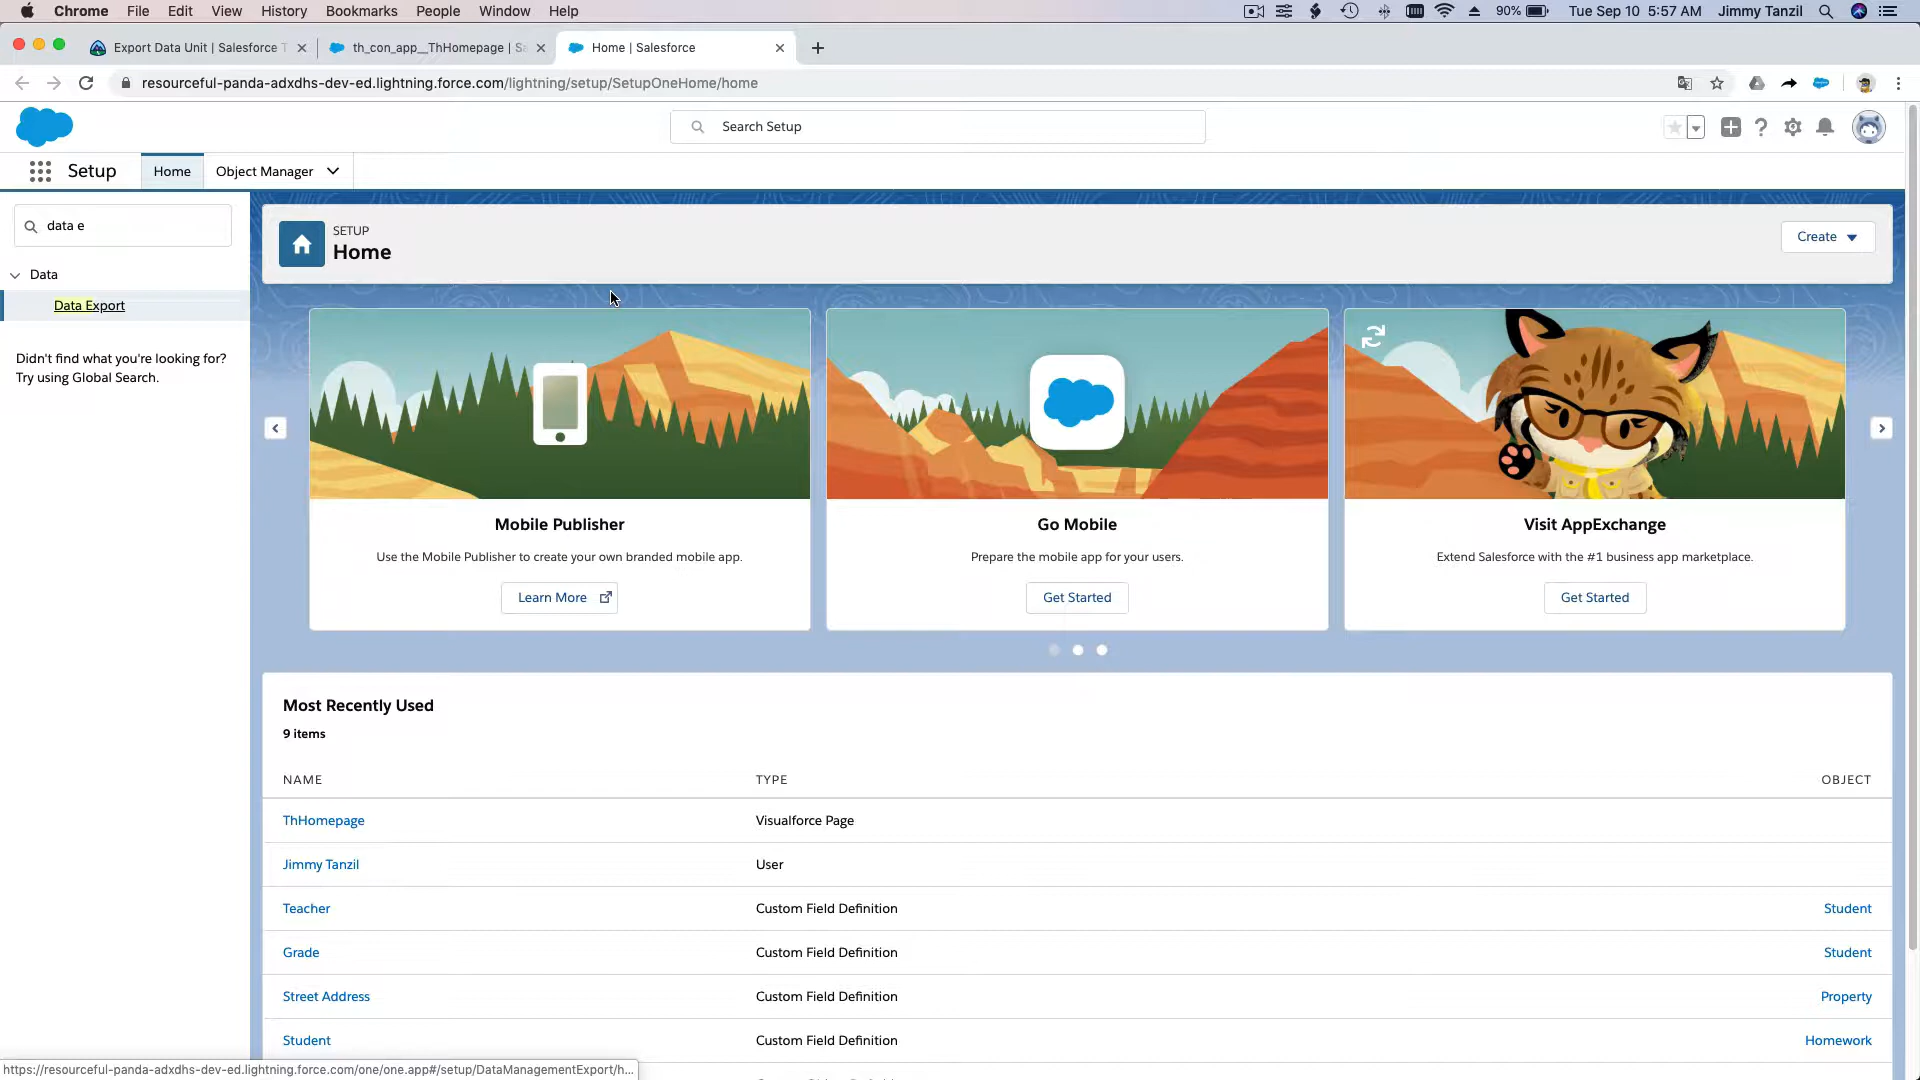 Chrome File Edit View History Bookmarks People Window Help 90% Tue Sep 10 5:57 AM Jimmy Tanzil
Export Data Unit | Salesforce T th_con_app__ThHomepage | Sa Home | Salesforce
resourceful-panda-adxdhs-dev-ed.lightning.force.com/lightning/setup/SetupOneHome/home
Search Setup
Setup Home Object Manager
data e
Data
Data Export
Didn't find what you're looking for?
Try using Global Search.
SETUP
Home
Create
Mobile Publisher
Use the Mobile Publisher to create your own branded mobile app.
Learn More
Go Mobile
Prepare the mobile app for your users.
Get Started
Visit AppExchange
Extend Salesforce with the #1 business app marketplace.
Get Started
Most Recently Used
9 items
NAME TYPE OBJECT
ThHomepage Visualforce Page
Jimmy Tanzil User
Teacher Custom Field Definition Student
Grade Custom Field Definition Student
Street Address Custom Field Definition Property
Student Custom Field Definition Homework
https://resourceful-panda-adxdhs-dev-ed.lightning.force.com/one/one.app#/setup/DataManagementExport/h...